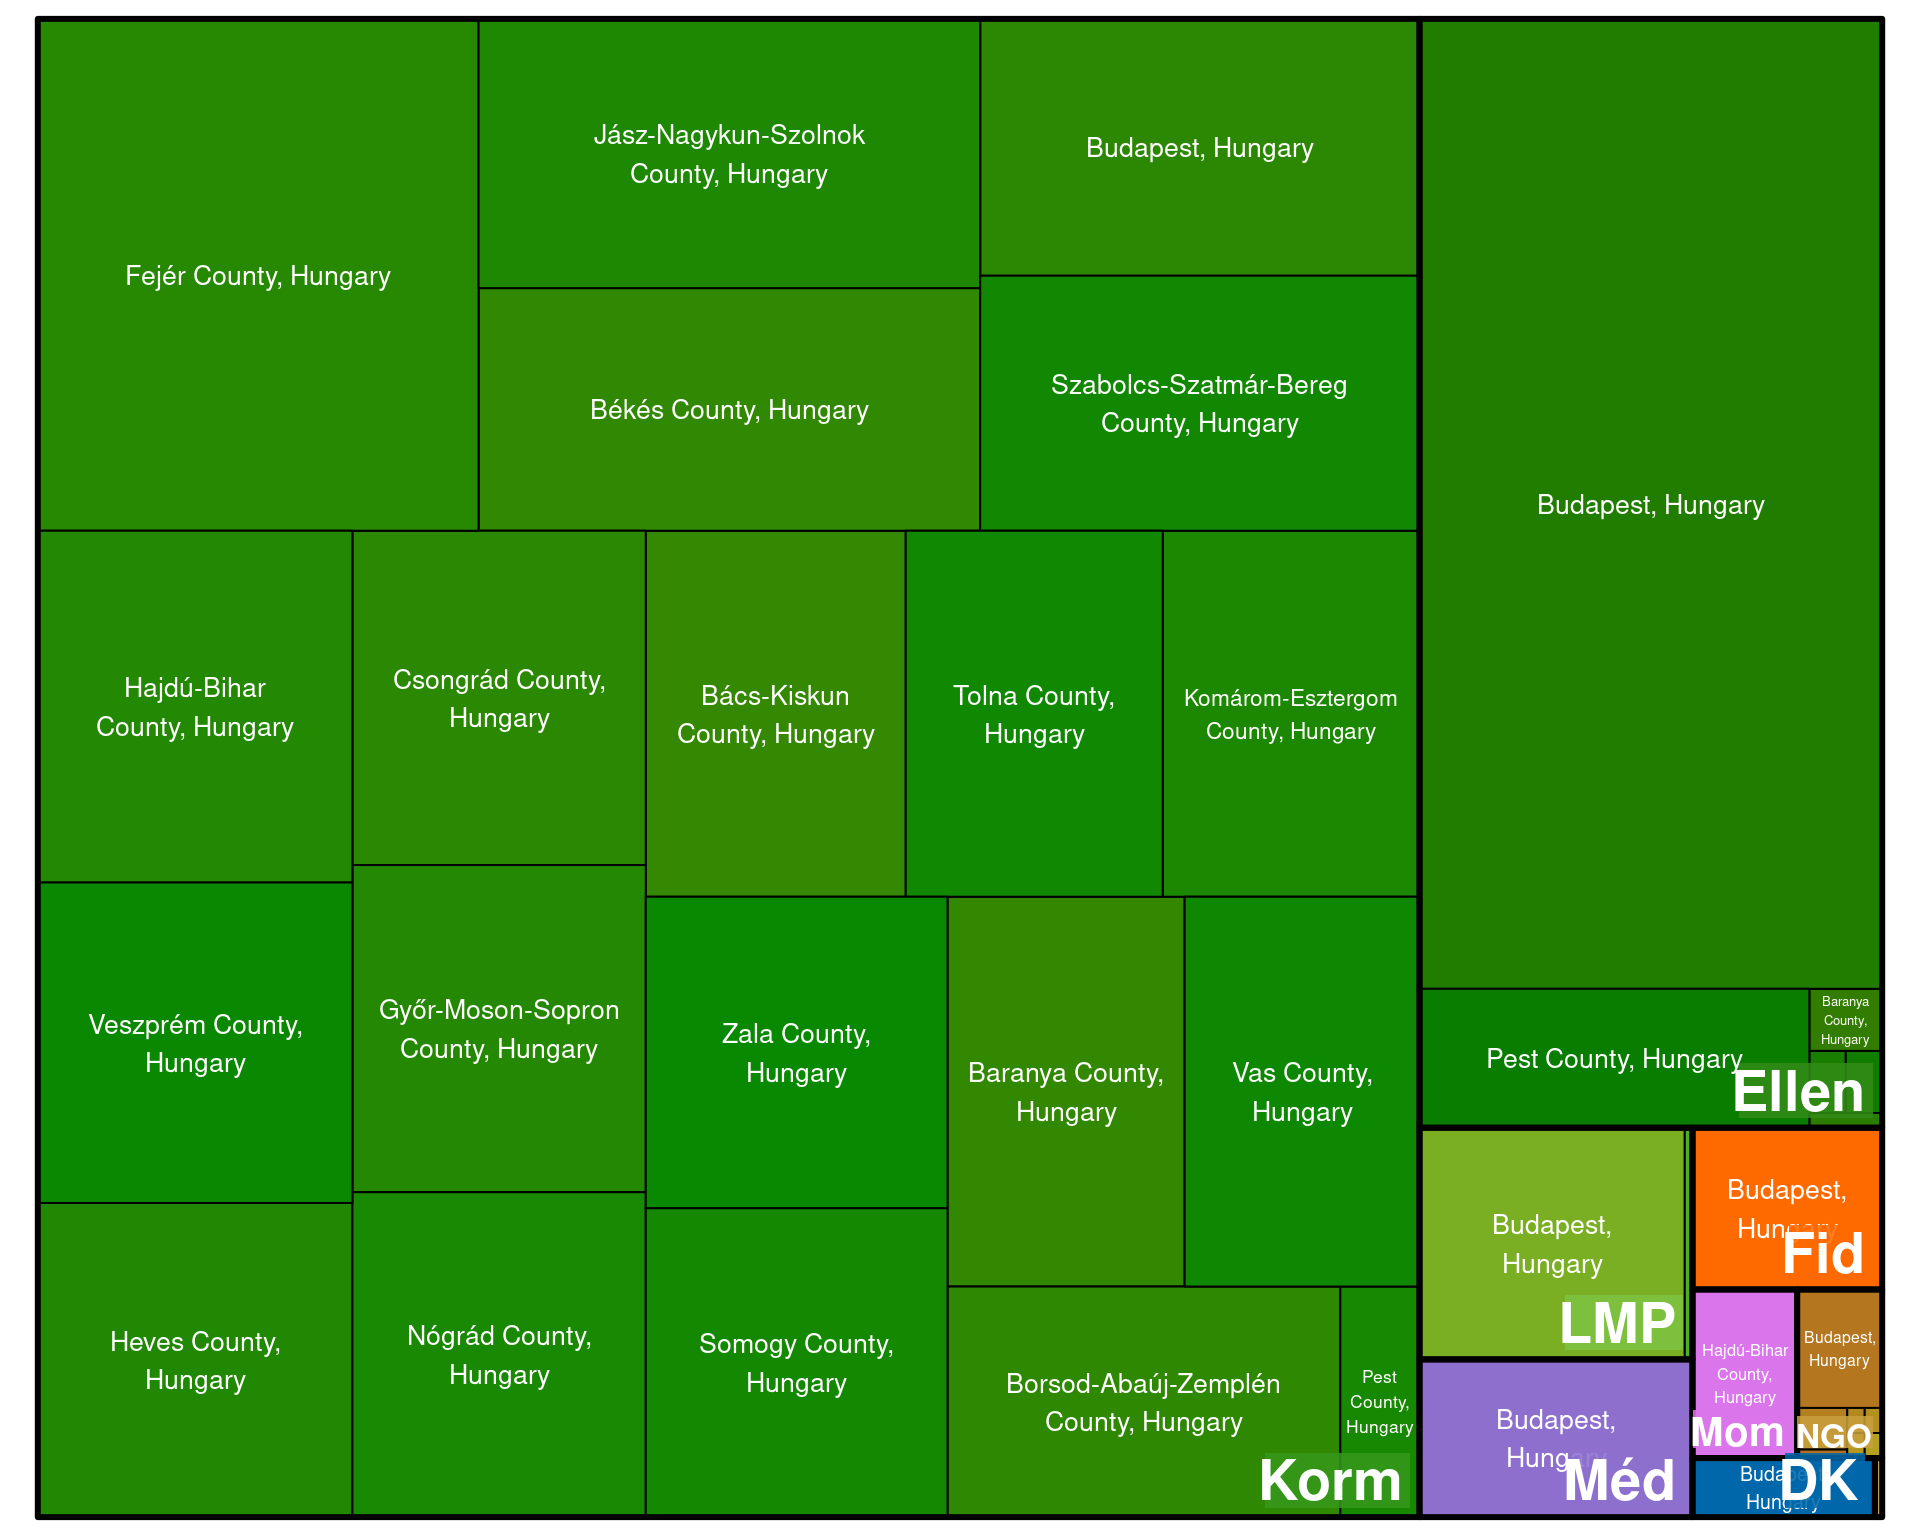 Fejér County, Hungary
Jász-Nagykun-Szolnok
County, Hungary
Békés County, Hungary
Budapest, Hungary
Szabolcs-Szatmár-Bereg
County, Hungary
Hajdú-Bihar
County, Hungary
Csongrád County,
Hungary
Bács-Kiskun
County, Hungary
Tolna County,
Hungary
Komárom-Esztergom
County, Hungary
Veszprém County,
Hungary
Győr-Moson-Sopron
County, Hungary
Zala County,
Hungary
Baranya County,
Hungary
Vas County,
Hungary
Heves County,
Hungary
Nógrád County,
Hungary
Somogy County,
Hungary
Borsod-Abaúj-Zemplén
County, Hungary
Pest
County,
Hungary
Korm
Budapest, Hungary
Pest County, Hungary
Baranya
County,
Hungary
Ellen
Budapest,
Hungary
LMP
Budapest,
Hungary
Fid
Budapest,
Hungary
Méd
Hajdú-Bihar
County,
Hungary
Mom
Budapest,
Hungary
NGO
Budapest,
Hungary
DK